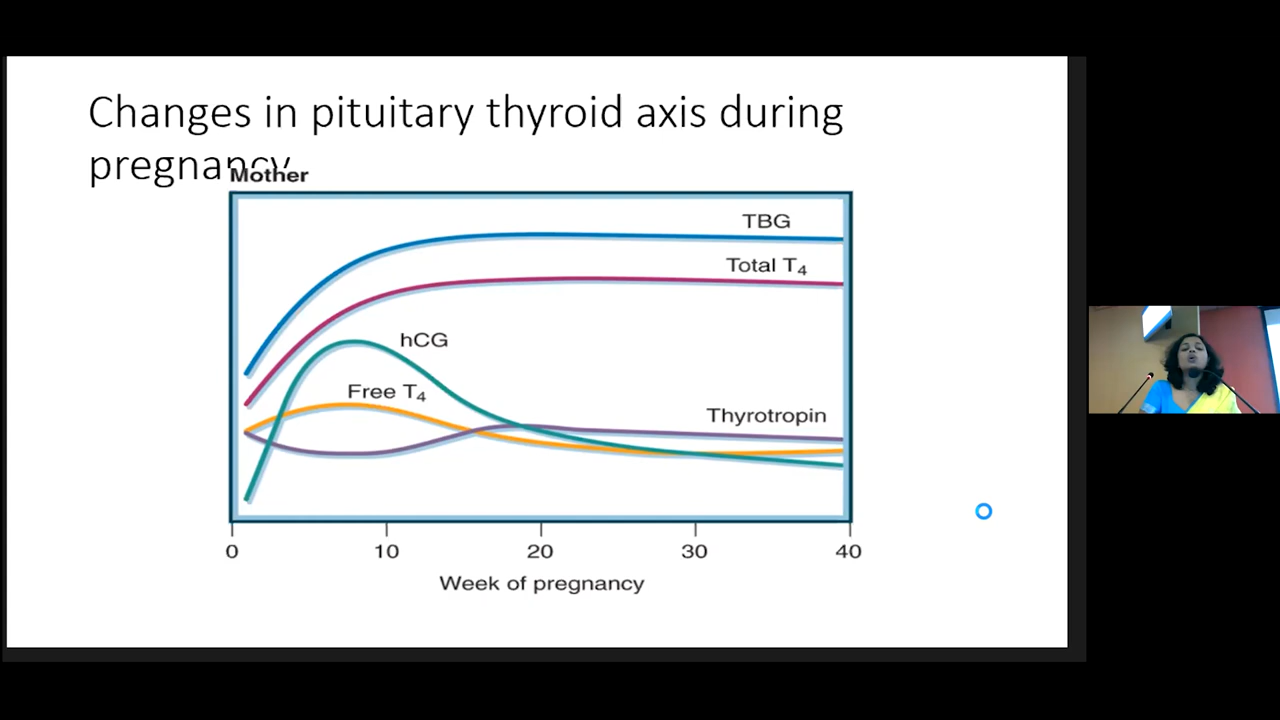 Changes in pituitary thyroid axis during
pregnancy
Mother
TBG
Total T₄
hCG
Free T₄
Thyrotropin
0 10 20 30 40
Week of pregnancy